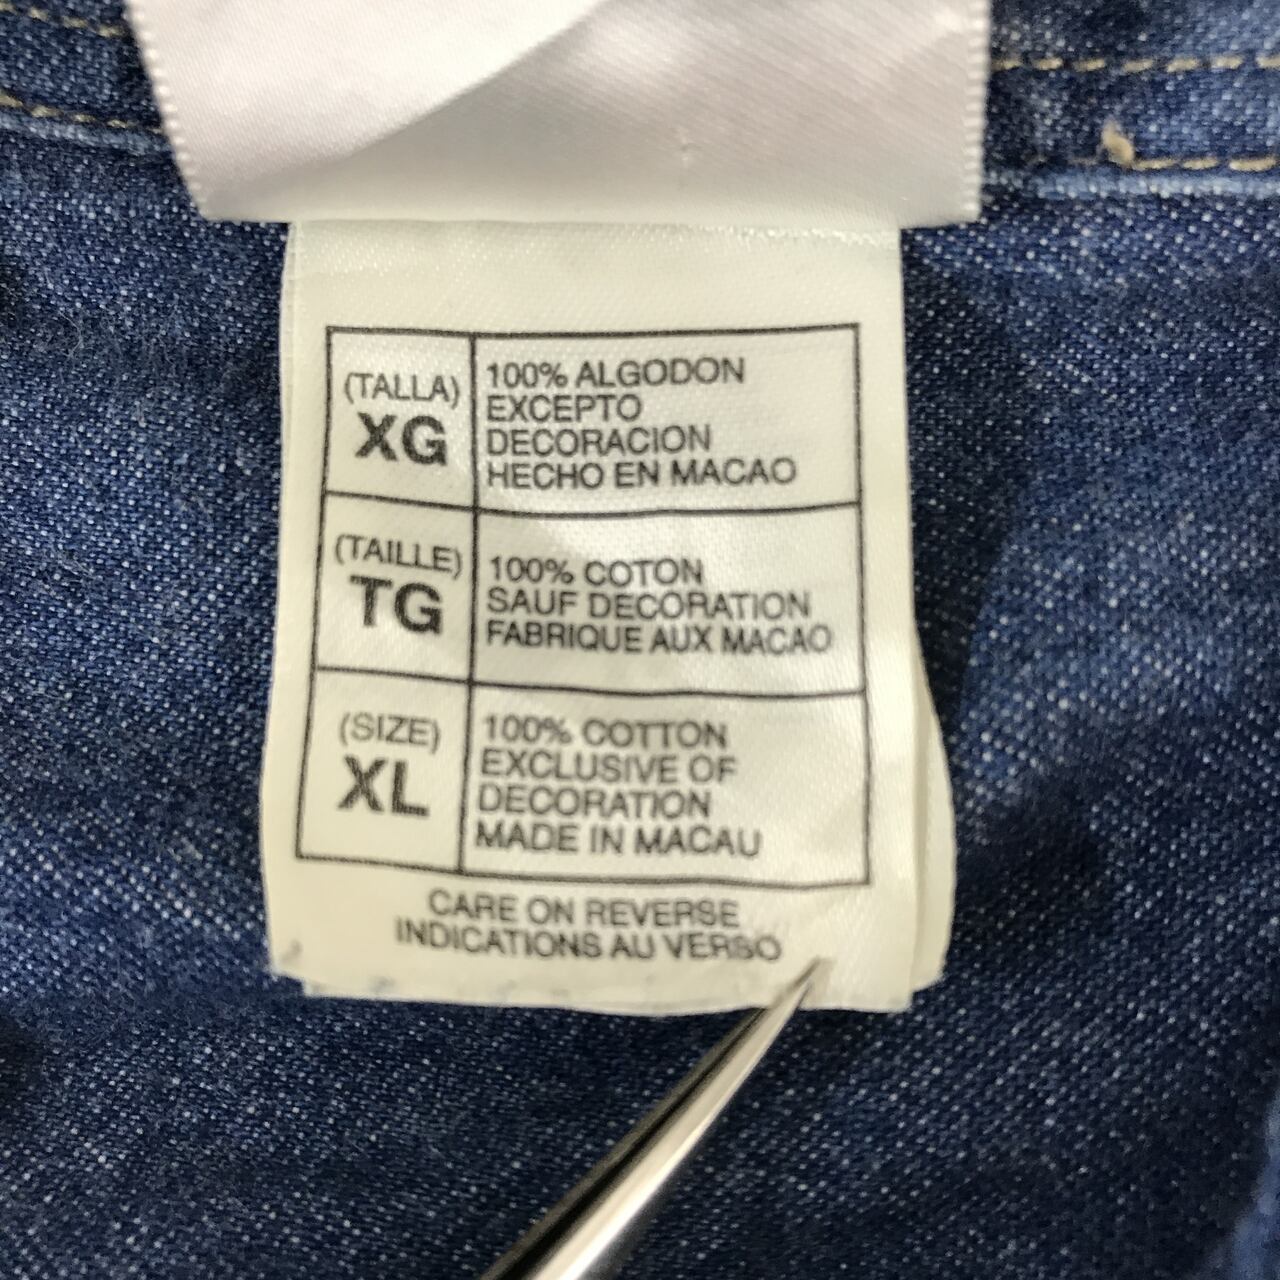 (TALLA)
XG
100% ALGODON
EXCEPTO
DECORACION
HECHO EN MACAO
(TAILLE)
TG
100% COTON
SAUF DECORATION
FABRIQUE AUX MACAO
(SIZE)
XL
100% COTTON
EXCLUSIVE OF
DECORATION
MADE IN MACAU
CARE ON REVERSE
INDICATIONS AU VERSO